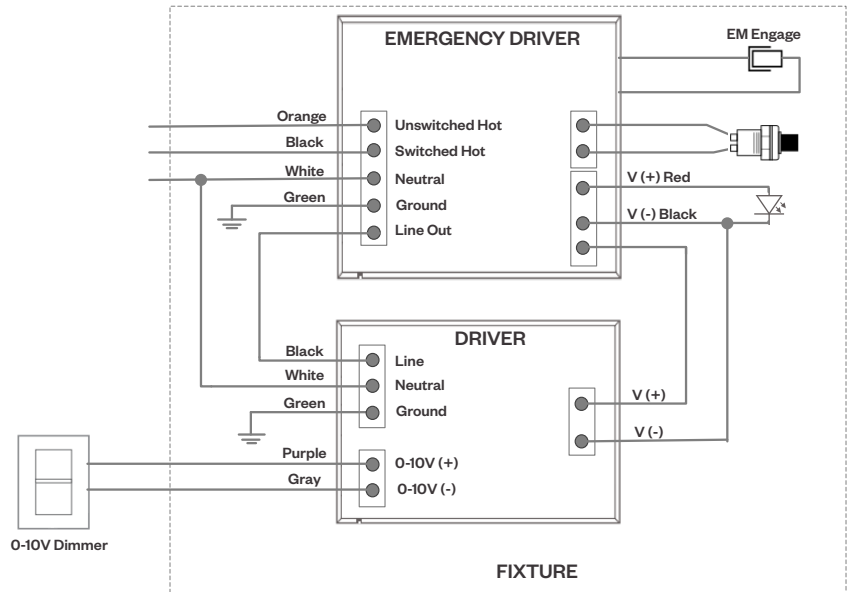 EMERGENCY DRIVER
EM Engage
Orange
Unswitched Hot
Black
Switched Hot
White
Neutral
Green
Ground
Line Out
V (+) Red
V (-) Black
DRIVER
Black
Line
White
Neutral
Green
Ground
V (+)
V (-)
Purple
0-10V (+)
Gray
0-10V (-)
0-10V Dimmer
FIXTURE